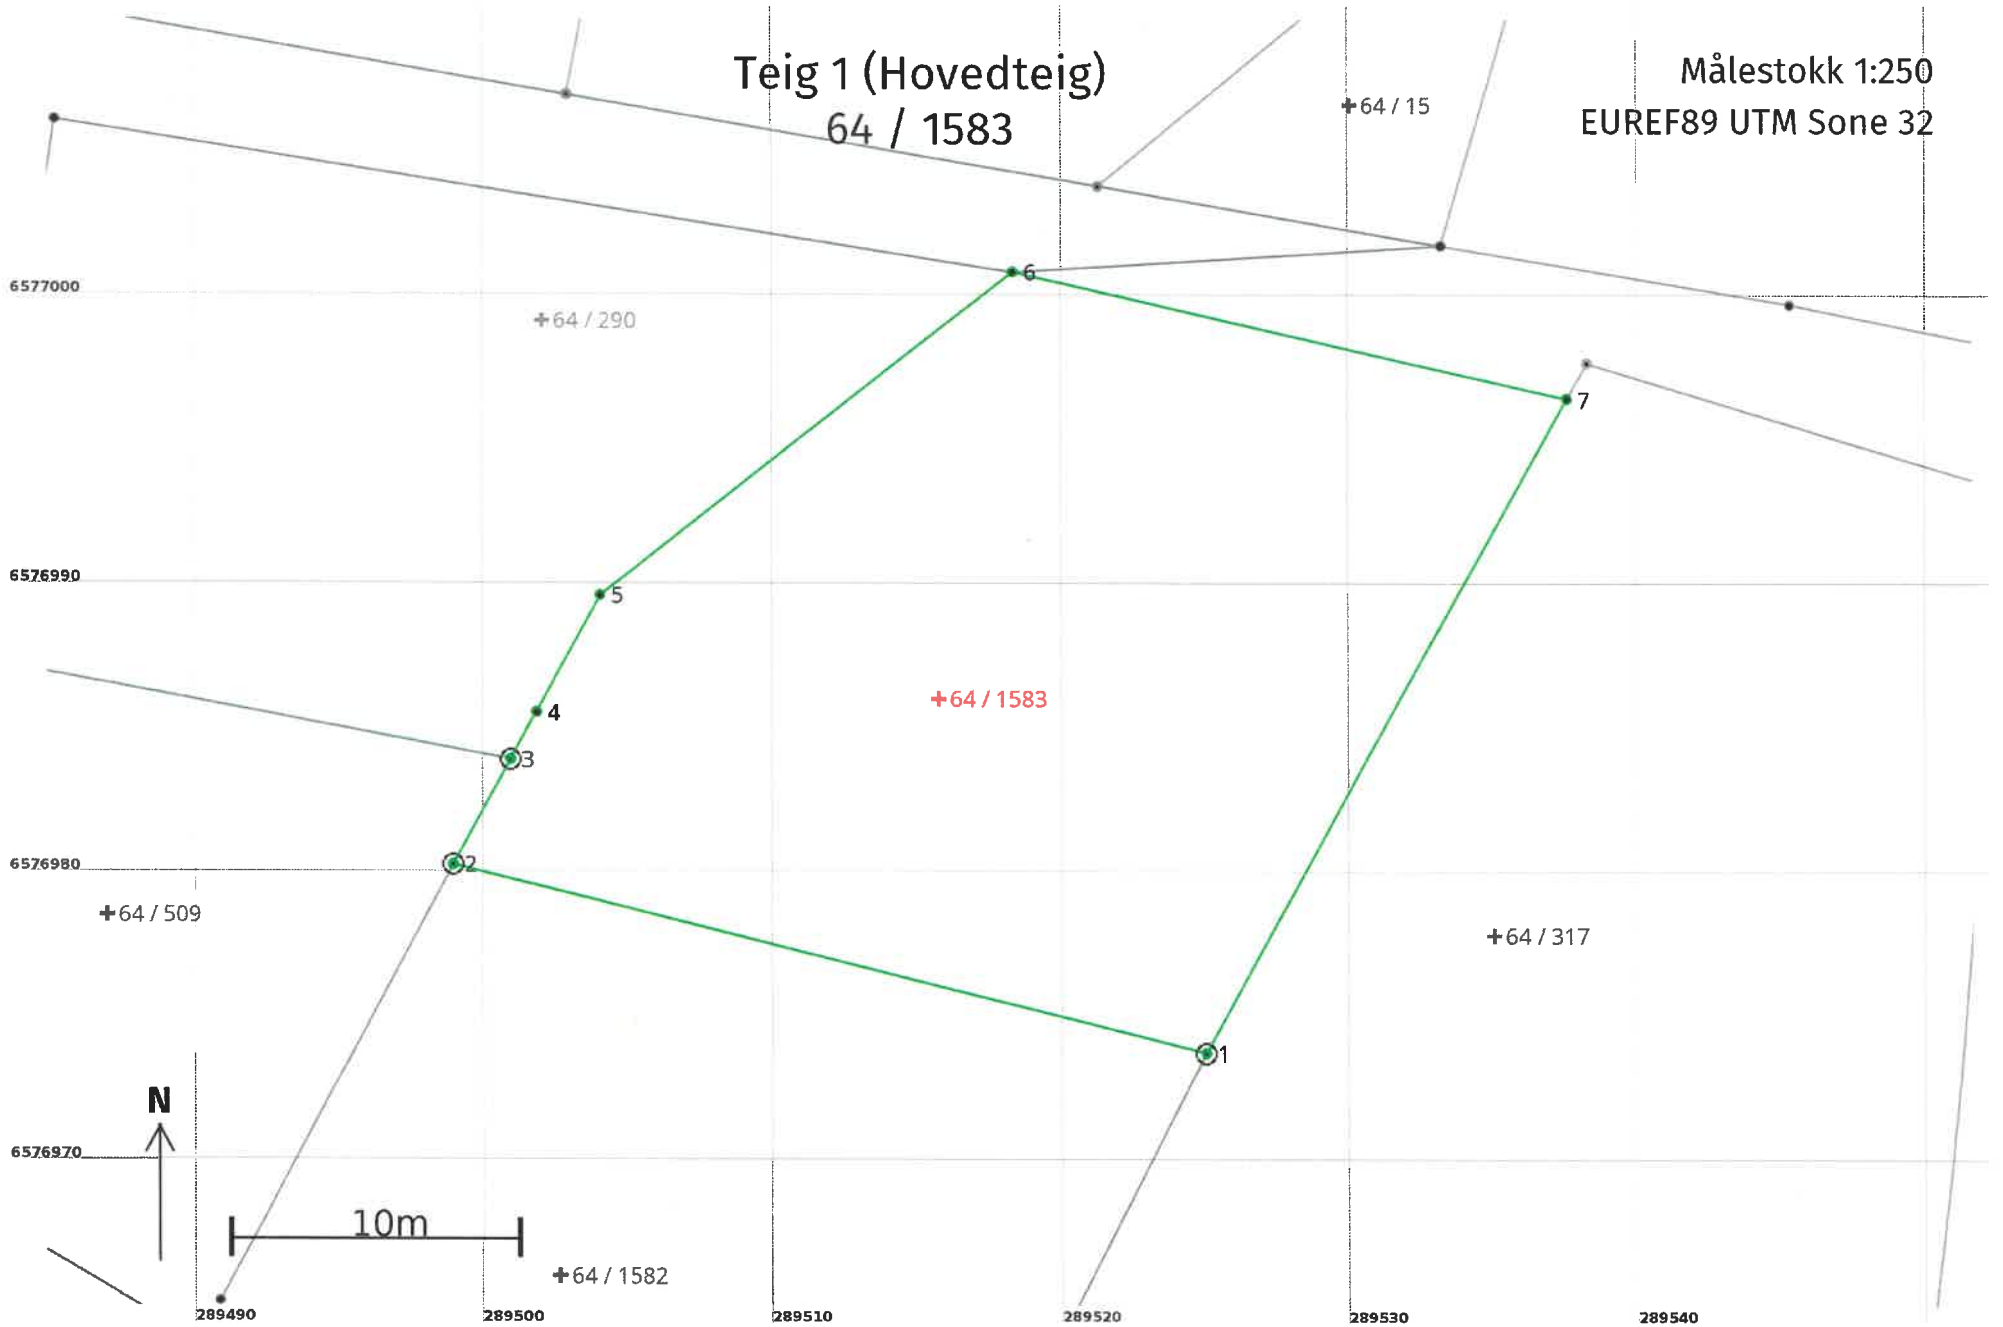 Teig 1 (Hovedteig)
64 / 1583
Målestokk 1:250
EUREF89 UTM Sone 32
+64 / 15
6
6577000
+64 / 290
7
6576990
5
+64 / 1583
4
3
6576980
2
+64 / 509
+64 / 317
1
N
6576970
10m
+64 / 1582
289490
289500
289510
289520
289530
289540